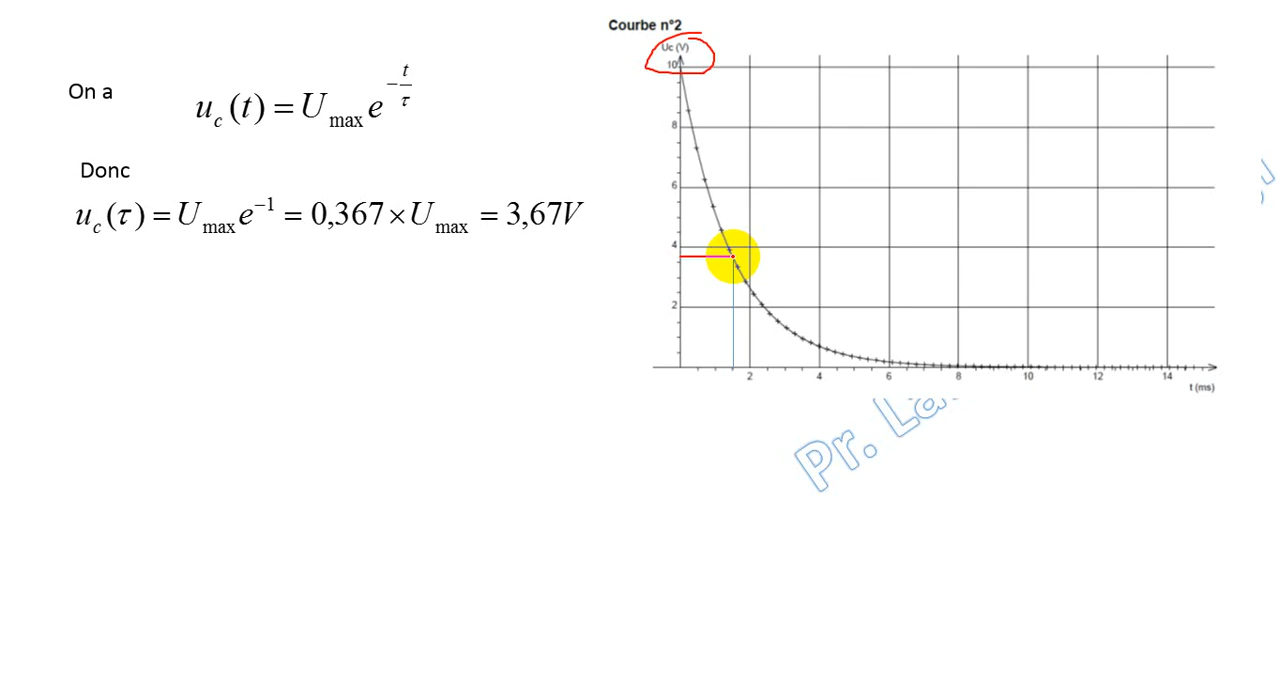 Courbe n°2
Uc (V)
10
8
6
4
2
2 4 6 8 10 12 14
t (ms)
On a
u_c(t) = U_max e^(-t/τ)
Donc
u_c(τ) = U_max e^(-1) = 0,367 × U_max = 3,67V
Pr.